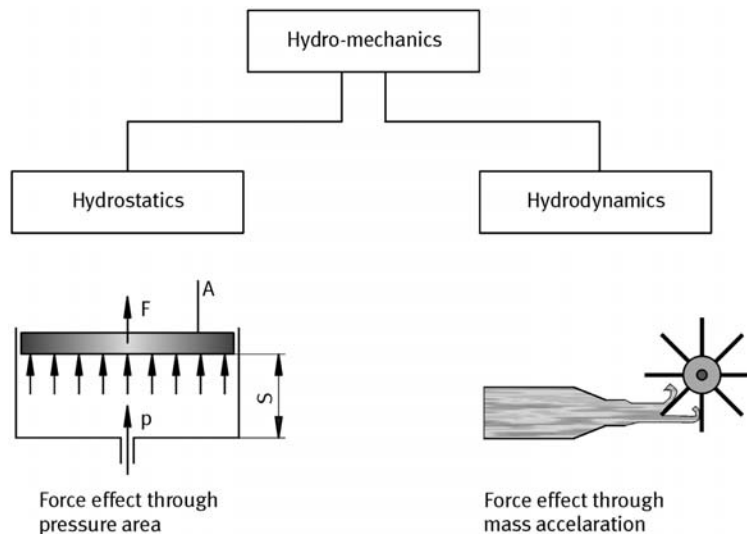 Hydro-mechanics
Hydrostatics
Hydrodynamics
F
A
S
p
Force effect through
pressure area
Force effect through
mass accelaration